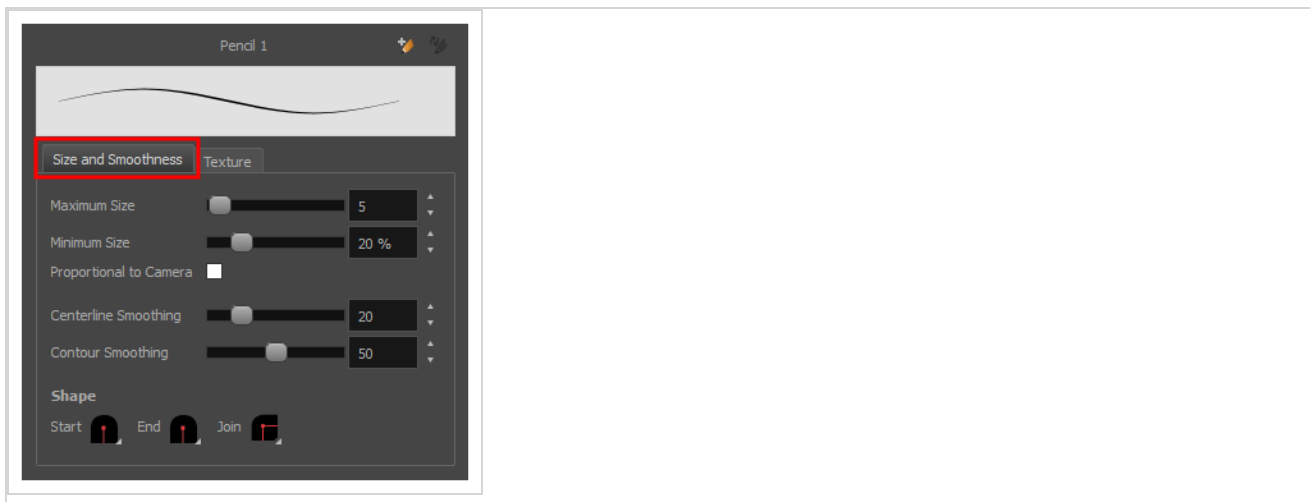 Pencil 1
Size and Smoothness Texture
Maximum Size 5
Minimum Size 20 %
Proportional to Camera
Centerline Smoothing 20
Contour Smoothing 50
Shape
Start End Join